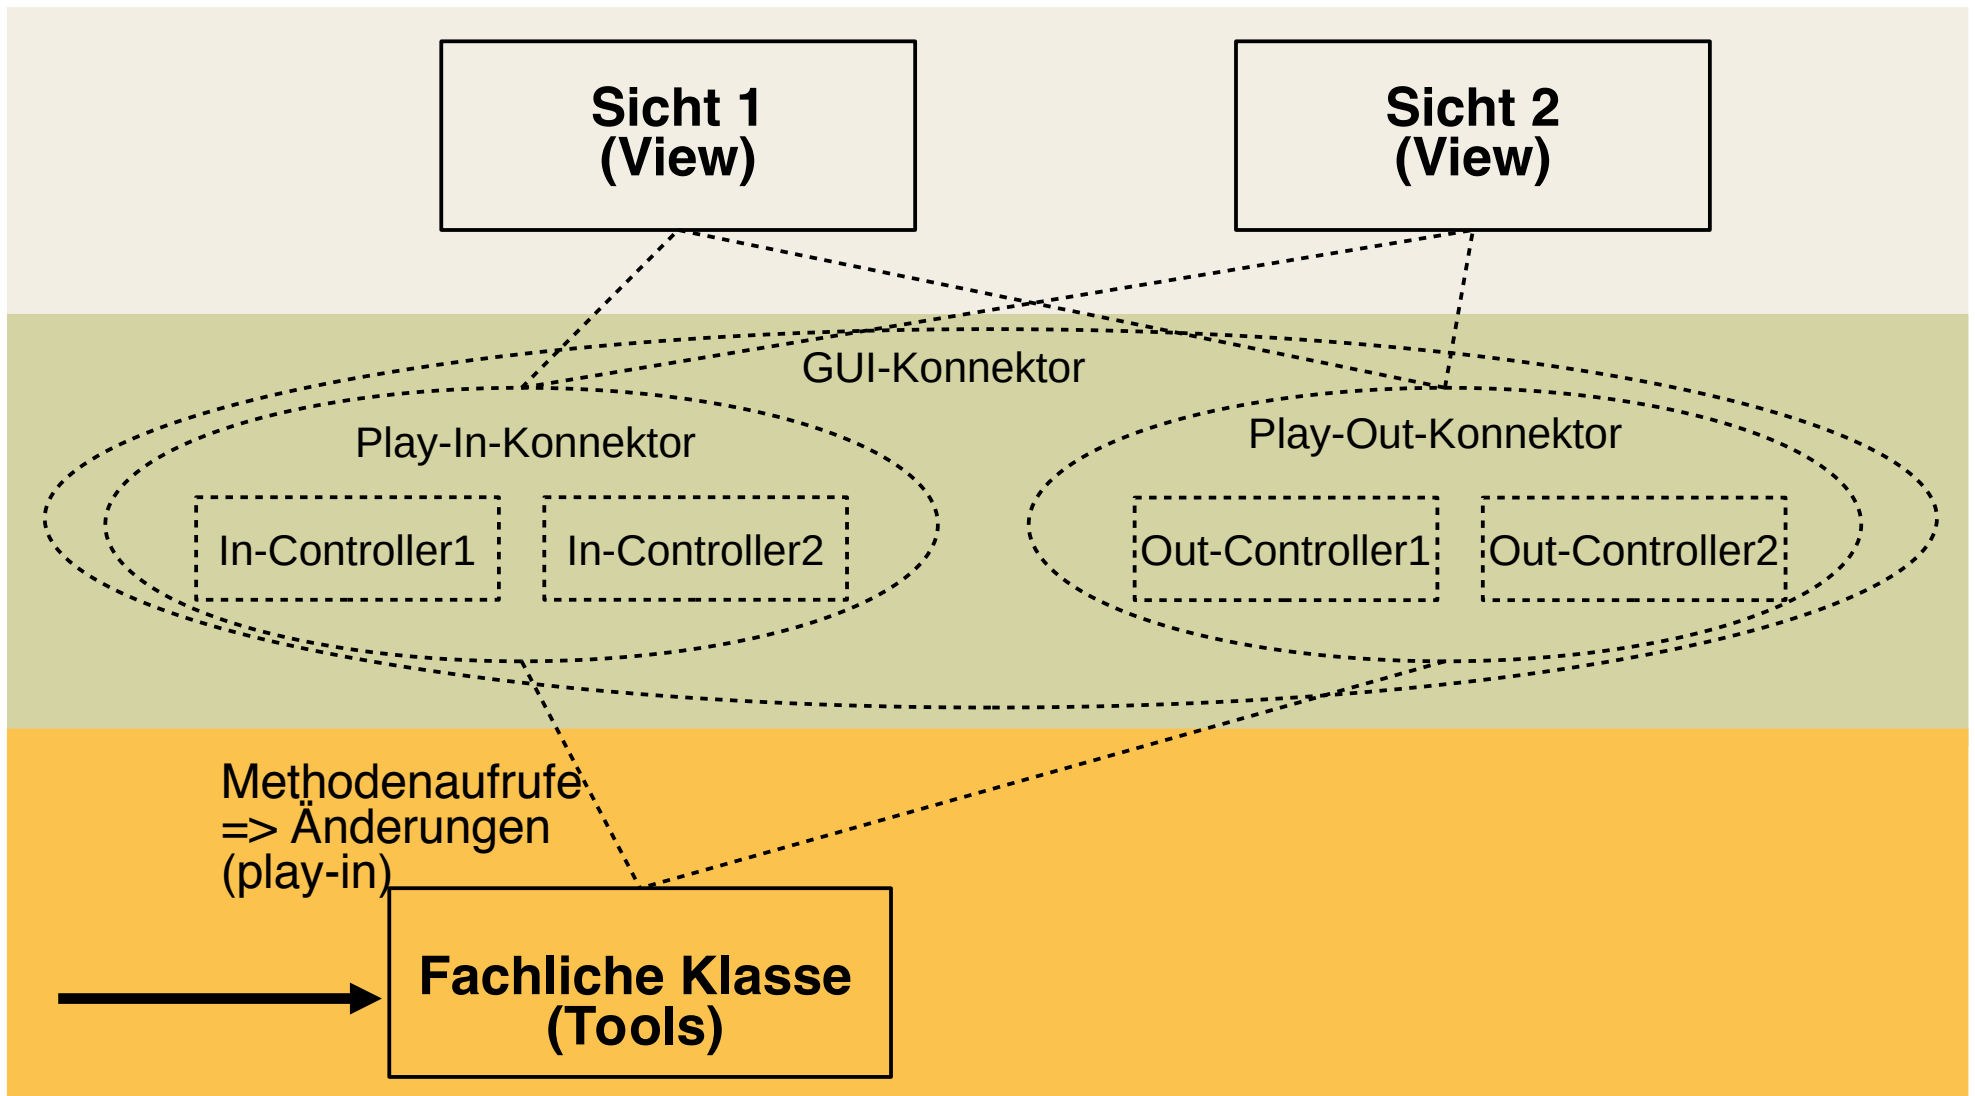 Sicht 1
(View)
Sicht 2
(View)
GUI-Konnektor
Play-In-Konnektor
Play-Out-Konnektor
In-Controller1
In-Controller2
Out-Controller1
Out-Controller2
Methodenaufrufe
=> Änderungen
(play-in)
Fachliche Klasse
(Tools)